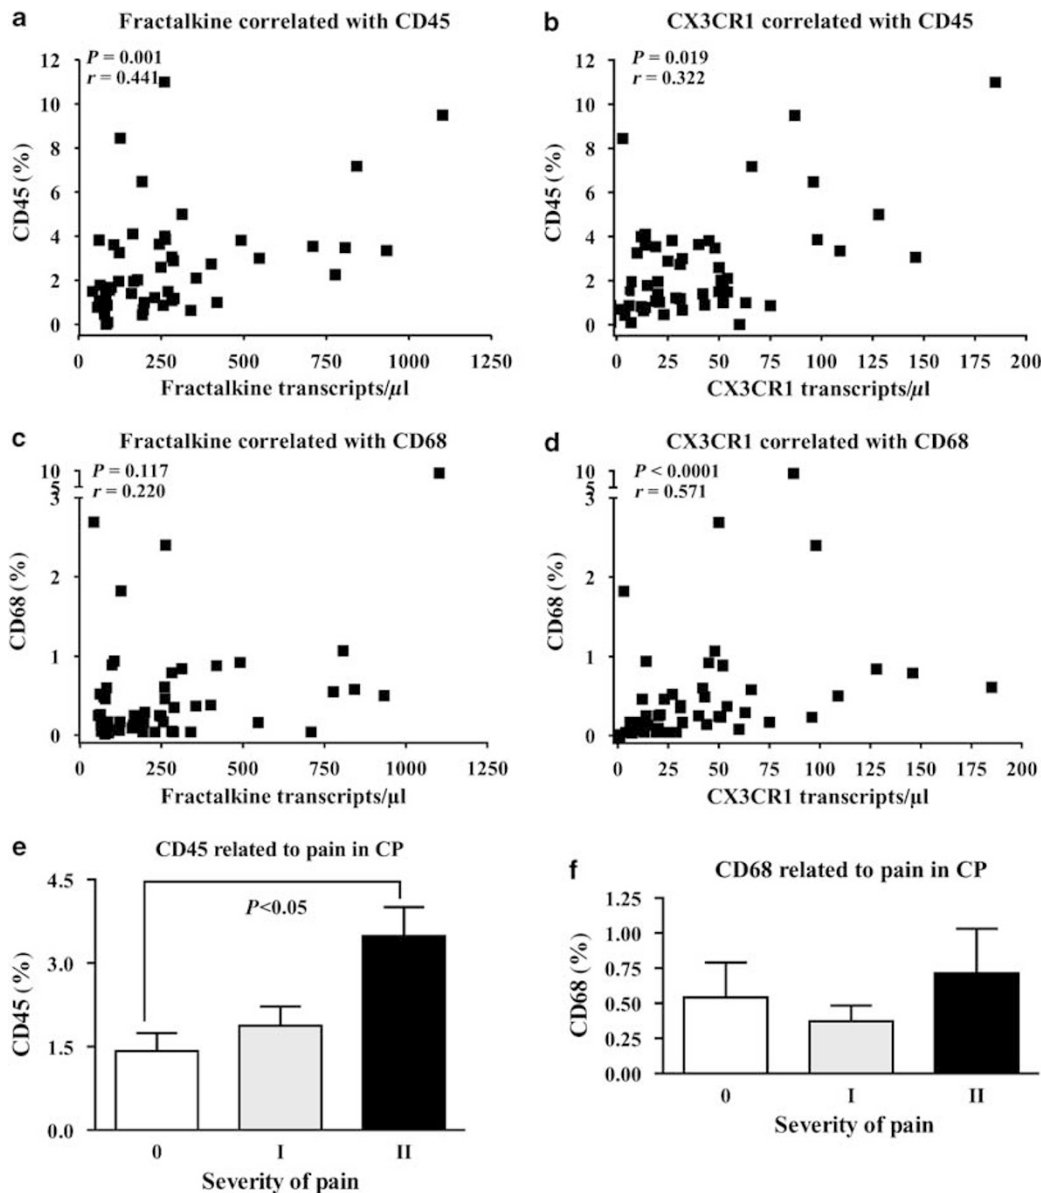 a Fractalkine correlated with CD45
P = 0.001
r = 0.441
12
10
8
6
4
2
0
CD45 (%)
0 250 500 750 1000 1250
Fractalkine transcripts/µl
b CX3CR1 correlated with CD45
P = 0.019
r = 0.322
12
10
8
6
4
2
0
CD45 (%)
0 25 50 75 100 125 150 175 200
CX3CR1 transcripts/µl
c Fractalkine correlated with CD68
P = 0.117
r = 0.220
10
5
3
2
1
0
CD68 (%)
0 250 500 750 1000 1250
Fractalkine transcripts/µl
d CX3CR1 correlated with CD68
P < 0.0001
r = 0.571
10
5
3
2
1
0
CD68 (%)
0 25 50 75 100 125 150 175 200
CX3CR1 transcripts/µl
e CD45 related to pain in CP
P<0.05
4.5
3.0
1.5
0.0
CD45 (%)
0 I II
Severity of pain
f CD68 related to pain in CP
1.25
1.00
0.75
0.50
0.25
0.00
CD68 (%)
0 I II
Severity of pain